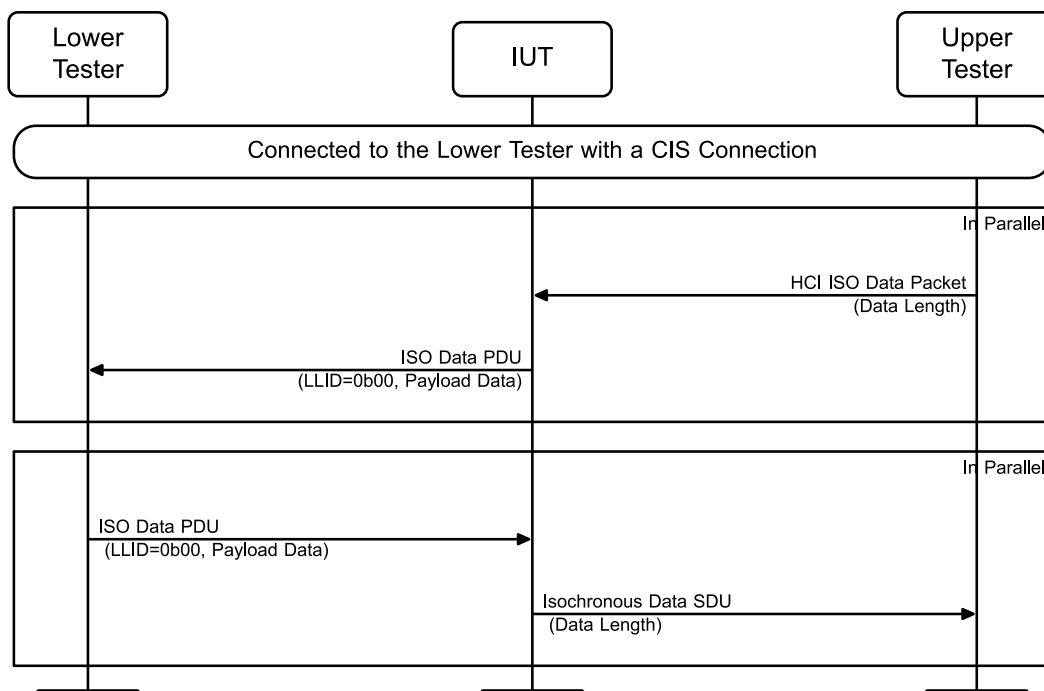 Lower
Tester
IUT
Upper
Tester
Connected to the Lower Tester with a CIS Connection
In Parallel
HCI ISO Data Packet
(Data Length)
ISO Data PDU
(LLID=0b00, Payload Data)
In Parallel
ISO Data PDU
(LLID=0b00, Payload Data)
Isochronous Data SDU
(Data Length)